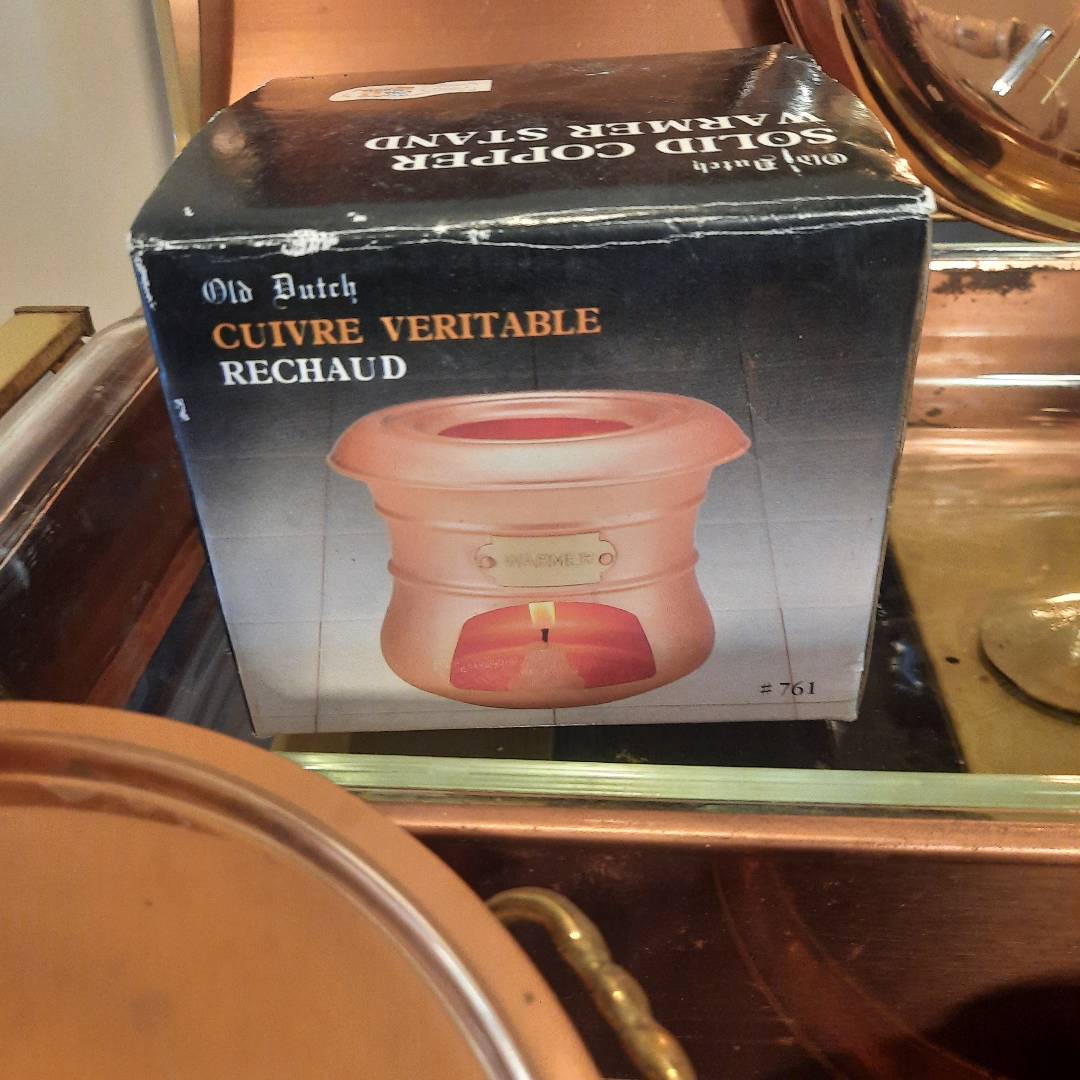 Old Dutch
SOLID COPPER
WARMER STAND
Old Dutch
CUIVRE VERITABLE
RECHAUD
WARMER
# 761